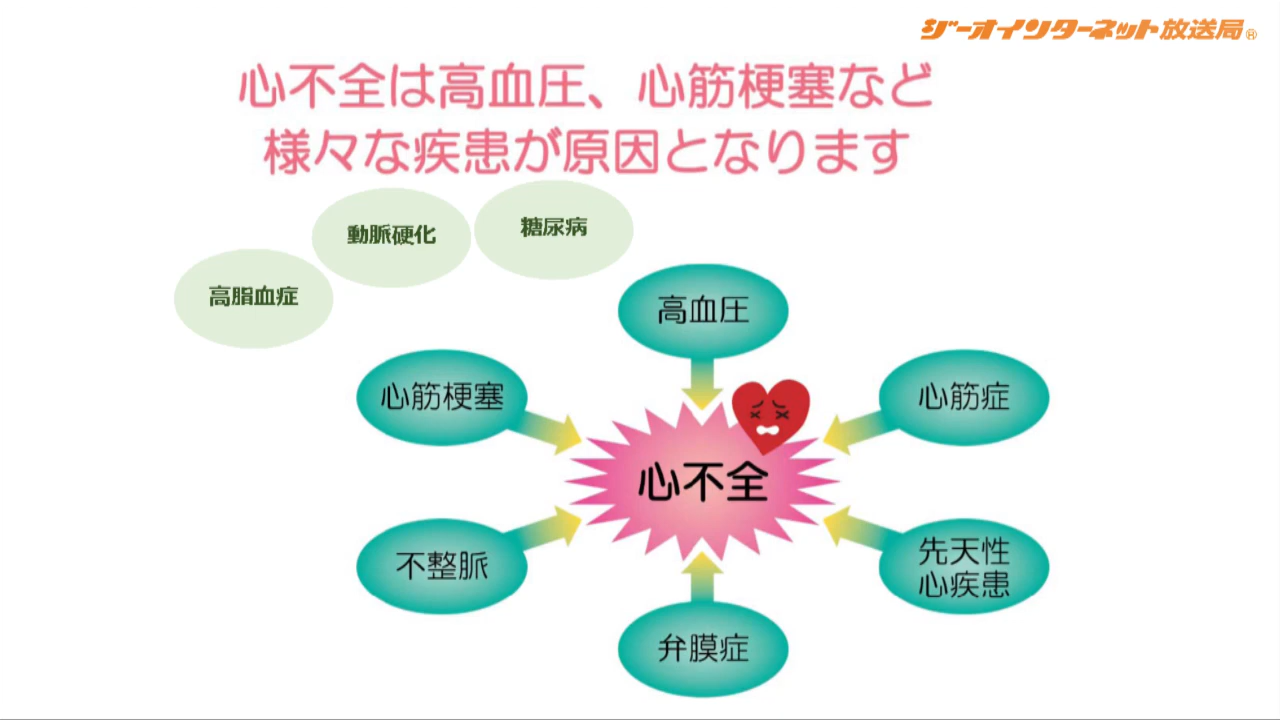 ジーオインターネット放送局Ⓡ
心不全は高血圧、心筋梗塞など
様々な疾患が原因となります
動脈硬化
糖尿病
高脂血症
高血圧
心筋梗塞
心筋症
心不全
不整脈
先天性
心疾患
弁膜症